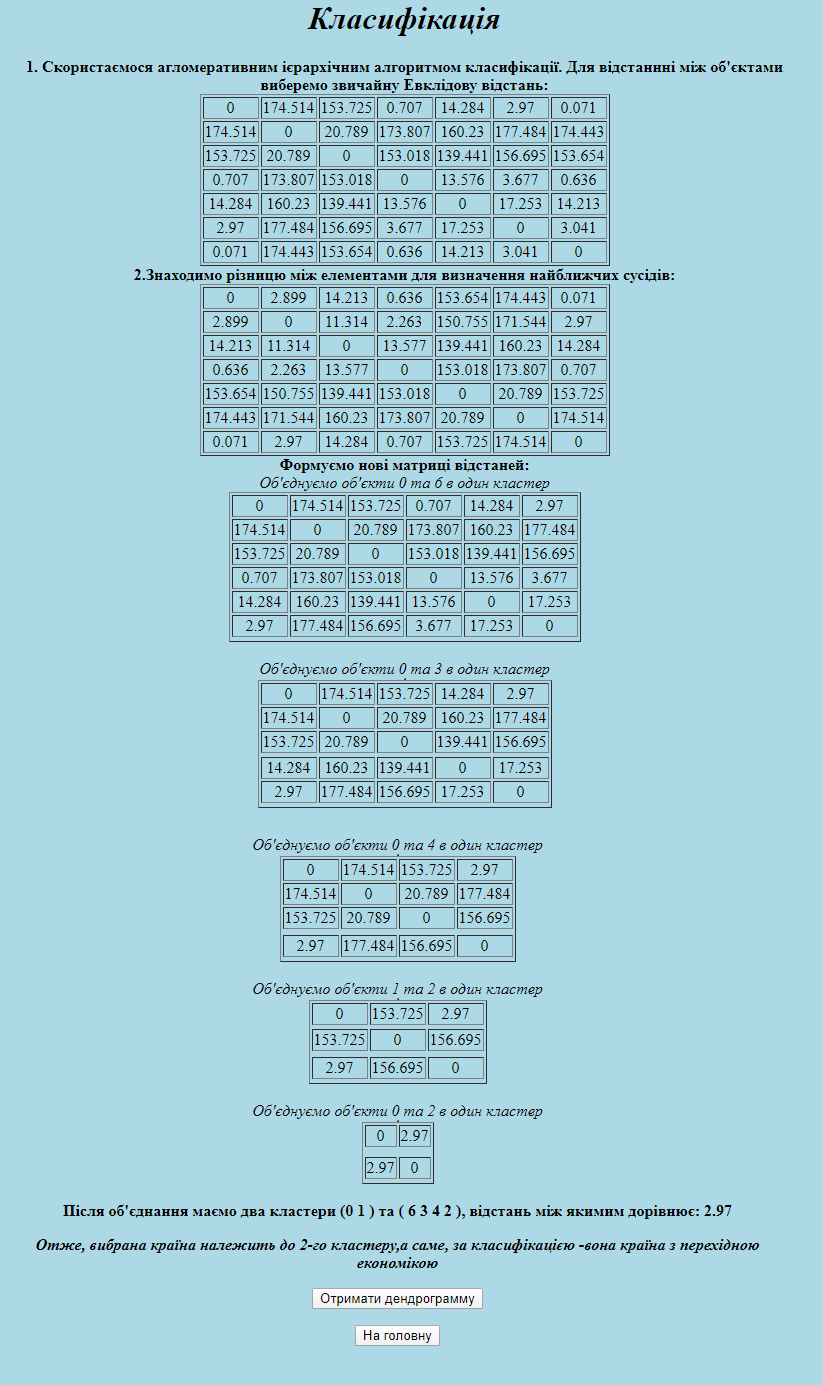 Класифікація
1. Скористаємося агломеративним ієрархічним алгоритмом класифікації. Для відстаннні між об'єктами
виберемо звичайну Евклідову відстань:
0 174.514 153.725 0.707 14.284 2.97 0.071
174.514 0 20.789 173.807 160.23 177.484 174.443
153.725 20.789 0 153.018 139.441 156.695 153.654
0.707 173.807 153.018 0 13.576 3.677 0.636
14.284 160.23 139.441 13.576 0 17.253 14.213
2.97 177.484 156.695 3.677 17.253 0 3.041
0.071 174.443 153.654 0.636 14.213 3.041 0
2.Знаходимо різницю між елементами для визначення найближчих сусідів:
0 2.899 14.213 0.636 153.654 174.443 0.071
2.899 0 11.314 2.263 150.755 171.544 2.97
14.213 11.314 0 13.577 139.441 160.23 14.284
0.636 2.263 13.577 0 153.018 173.807 0.707
153.654 150.755 139.441 153.018 0 20.789 153.725
174.443 171.544 160.23 173.807 20.789 0 174.514
0.071 2.97 14.284 0.707 153.725 174.514 0
Формуємо нові матриці відстаней:
Об'єднуємо об'єкти 0 та 6 в один кластер
0 174.514 153.725 0.707 14.284 2.97
174.514 0 20.789 173.807 160.23 177.484
153.725 20.789 0 153.018 139.441 156.695
0.707 173.807 153.018 0 13.576 3.677
14.284 160.23 139.441 13.576 0 17.253
2.97 177.484 156.695 3.677 17.253 0
Об'єднуємо об'єкти 0 та 3 в один кластер
0 174.514 153.725 14.284 2.97
174.514 0 20.789 160.23 177.484
153.725 20.789 0 139.441 156.695
14.284 160.23 139.441 0 17.253
2.97 177.484 156.695 17.253 0
Об'єднуємо об'єкти 0 та 4 в один кластер
0 174.514 153.725 2.97
174.514 0 20.789 177.484
153.725 20.789 0 156.695
2.97 177.484 156.695 0
Об'єднуємо об'єкти 1 та 2 в один кластер
0 153.725 2.97
153.725 0 156.695
2.97 156.695 0
Об'єднуємо об'єкти 0 та 2 в один кластер
0 2.97
2.97 0
Після об'єднання маємо два кластери (0 1 ) та ( 6 3 4 2 ), відстань між якимим дорівнює: 2.97
Отже, вибрана країна належить до 2-го кластеру,а саме, за класифікацією -вона країна з перехідною
економікою
Отримати дендрограмму
На головну